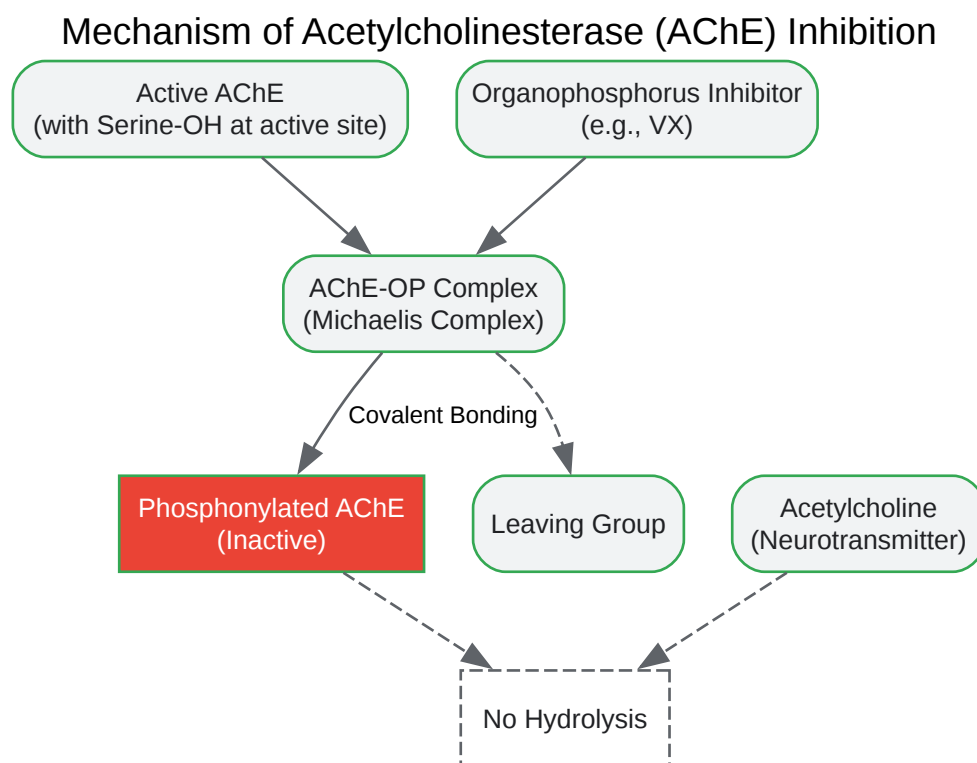 Mechanism of Acetylcholinesterase (AChE) Inhibition
Active AChE
(with Serine-OH at active site)
Organophosphorus Inhibitor
(e.g., VX)
AChE-OP Complex
(Michaelis Complex)
Covalent Bonding
Phosphonylated AChE
(Inactive)
Leaving Group
Acetylcholine
(Neurotransmitter)
No Hydrolysis